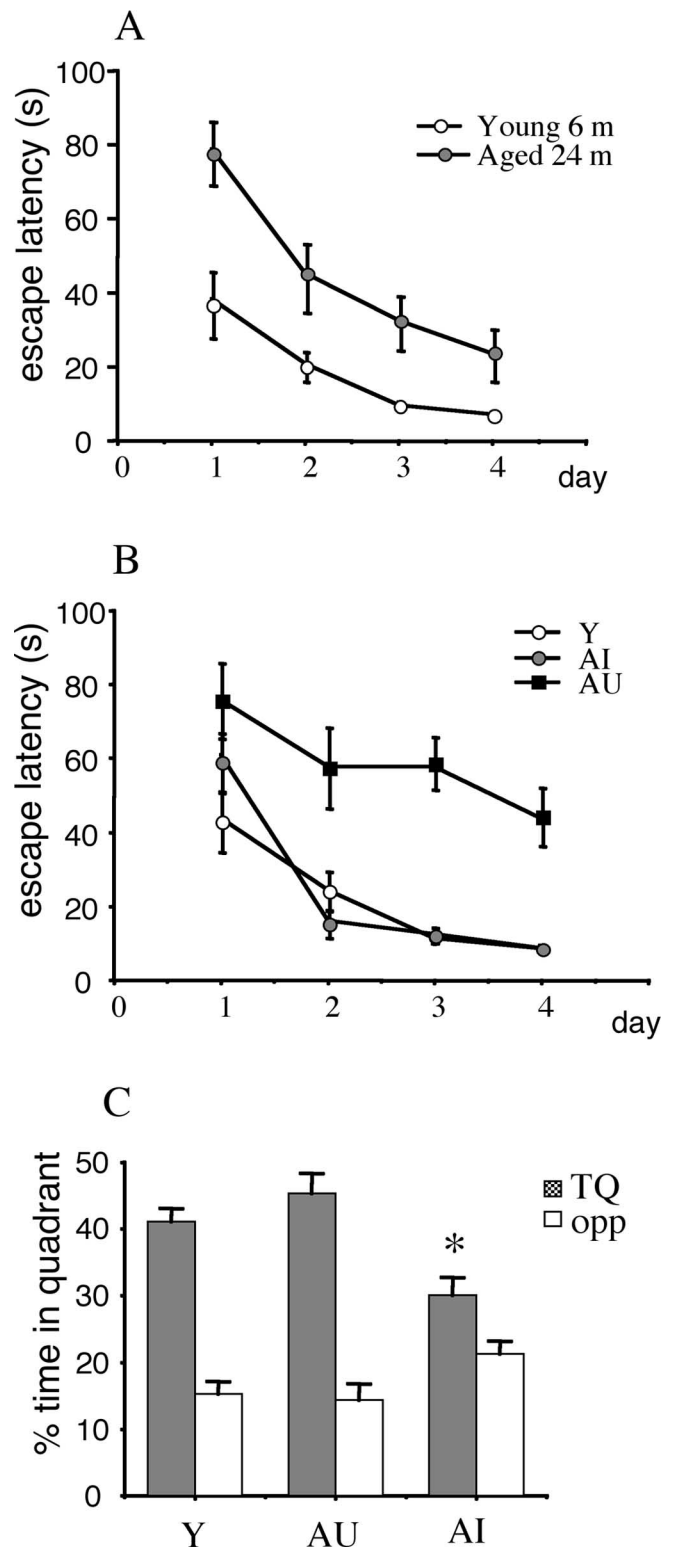 A
escape latency (s)
100
80
60
40
20
0
Young 6 m
Aged 24 m
0 1 2 3 4 day
B
escape latency (s)
100
80
60
40
20
0
Y
AI
AU
0 1 2 3 4 day
C
% time in quadrant
50
40
30
20
10
0
TQ
opp
*
Y AU AI